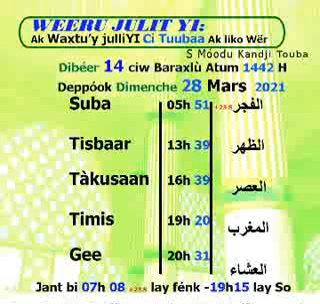 WEERU JULIT YI:
Ak Waxtu'y julliYI Ci Tuubaa Ak liko Wër
S Móodu Kandji Touba
Dibéer 14 ciw Baraxlù Atum 1442 H
Deppóok Dimenche 28 Mars 2021
Suba 05h 51 الفجر
Tisbaar 13h 39 الظهر
Tàkusaan 16h 39 العصر
Timis 19h 20 المغرب
Gee 20h 31 العشاء
Jant bi 07h 08 lay fénk -19h15 lay So